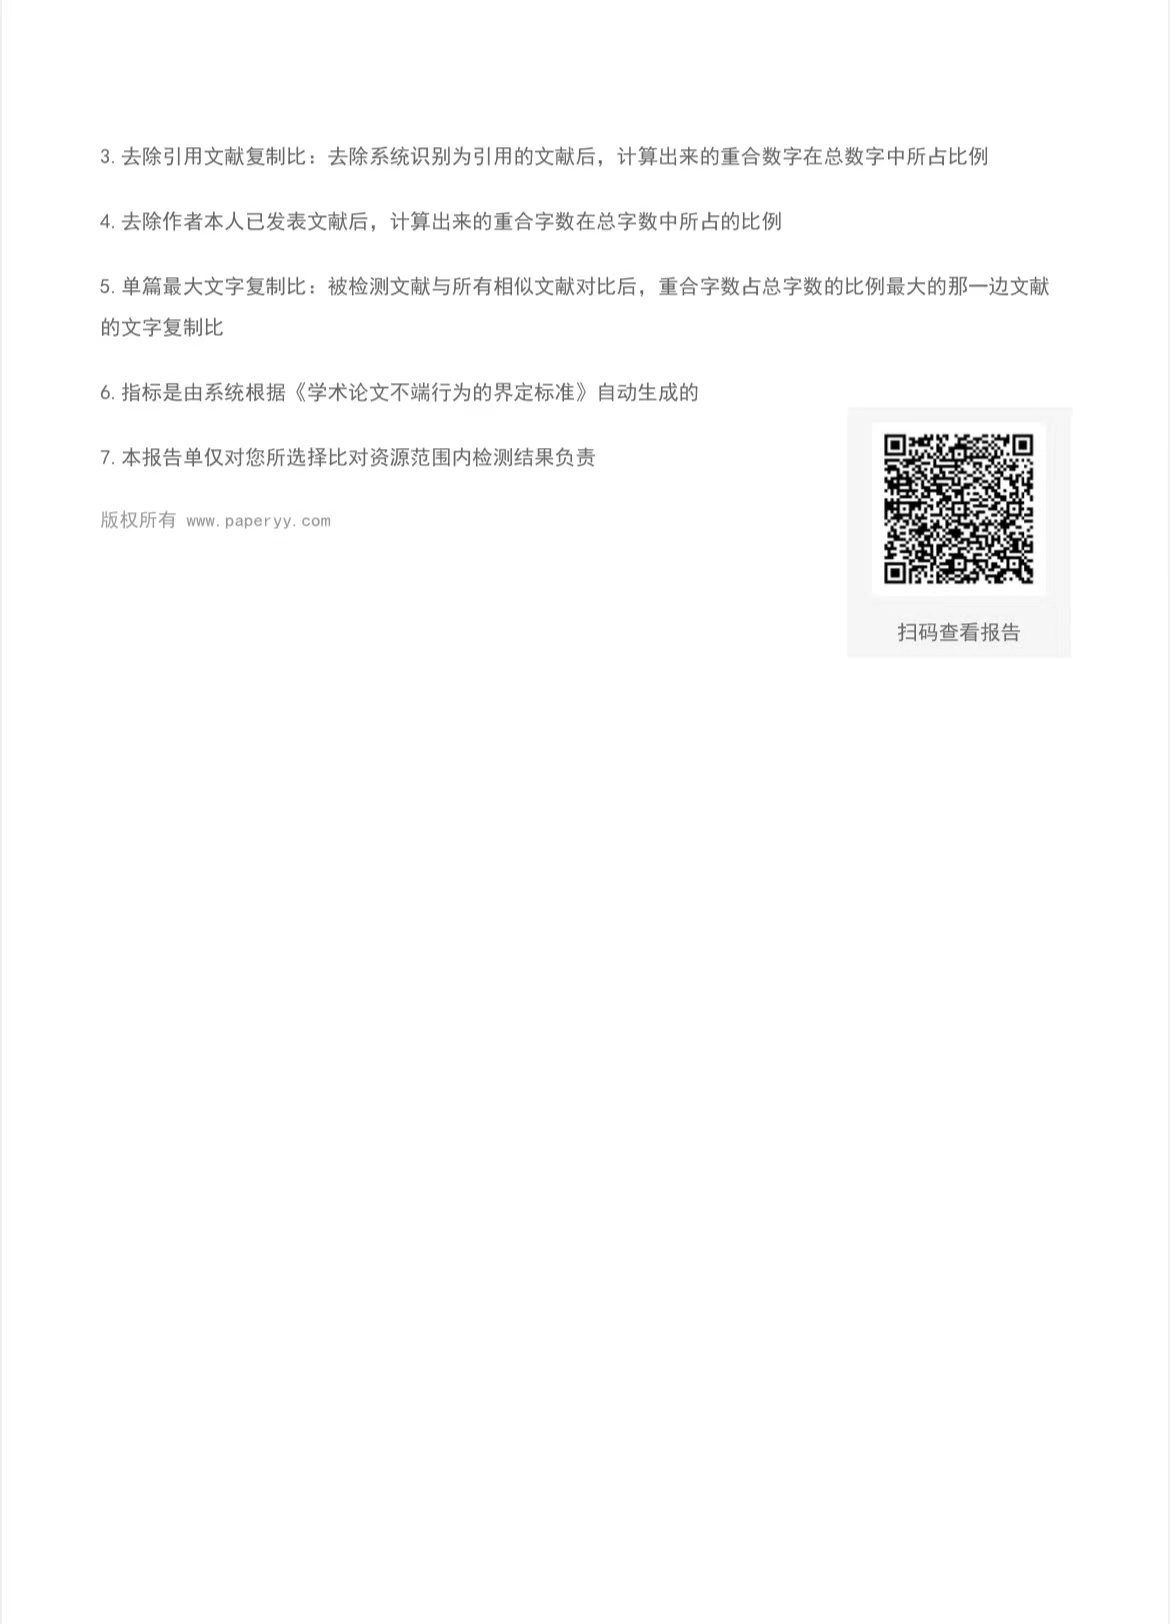 3. 去除引用文献复制比：去除系统识别为引用的文献后，计算出来的重合数字在总数字中所占比例
4. 去除作者本人已发表文献后，计算出来的重合字数在总字数中所占的比例
5. 单篇最大文字复制比：被检测文献与所有相似文献对比后，重合字数占总字数的比例最大的那一边文献
的文字复制比
6. 指标是由系统根据《学术论文不端行为的界定标准》自动生成的
7. 本报告单仅对您所选择比对资源范围内检测结果负责
版权所有 www.paperyy.com
扫码查看报告